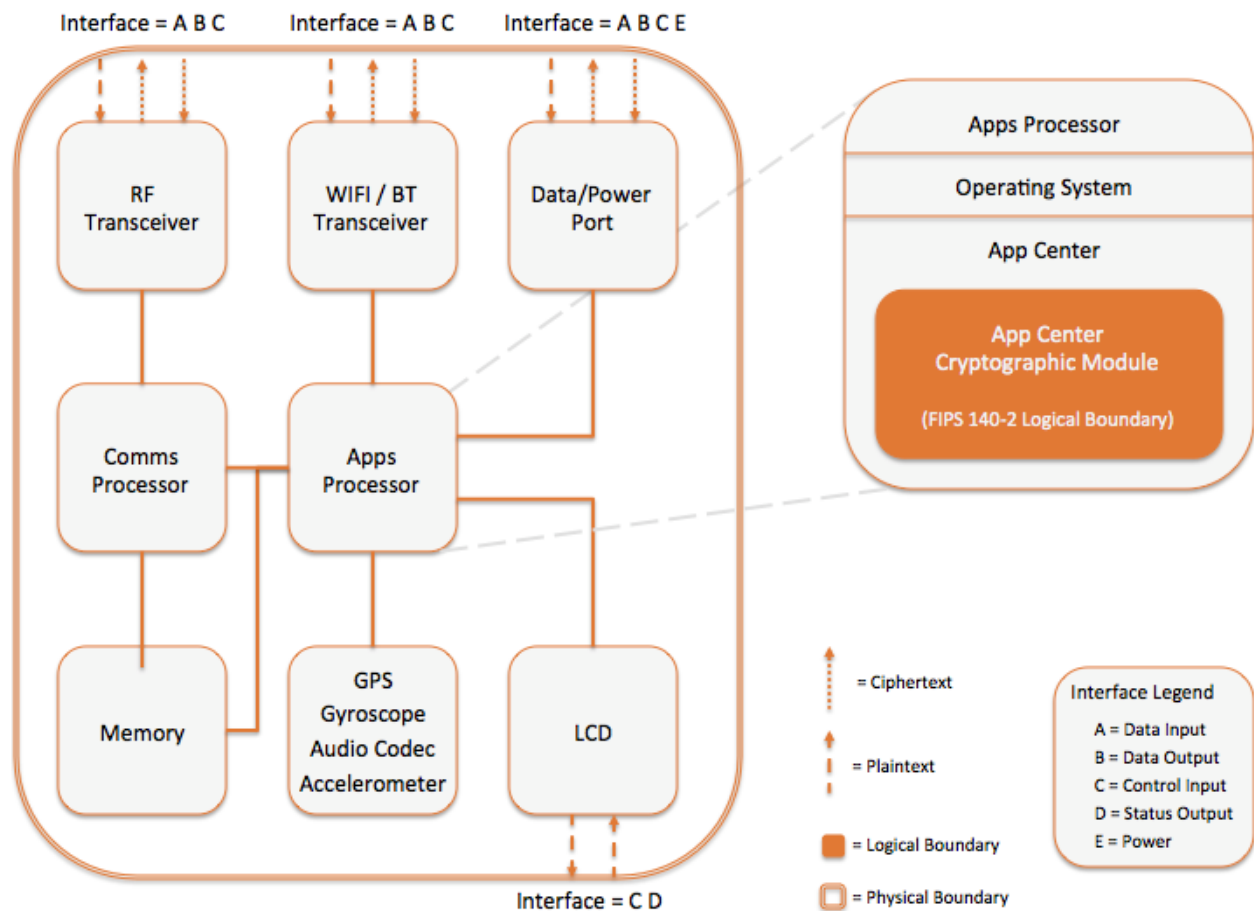 Interface = A B C
Interface = A B C
Interface = A B C E
RF
Transceiver
WIFI / BT
Transceiver
Data/Power
Port
Comms
Processor
Apps
Processor
Memory
GPS
Gyroscope
Audio Codec
Accelerometer
LCD
Interface = C D
Apps Processor
Operating System
App Center
App Center
Cryptographic Module
(FIPS 140-2 Logical Boundary)
= Ciphertext
= Plaintext
= Logical Boundary
= Physical Boundary
Interface Legend
A = Data Input
B = Data Output
C = Control Input
D = Status Output
E = Power